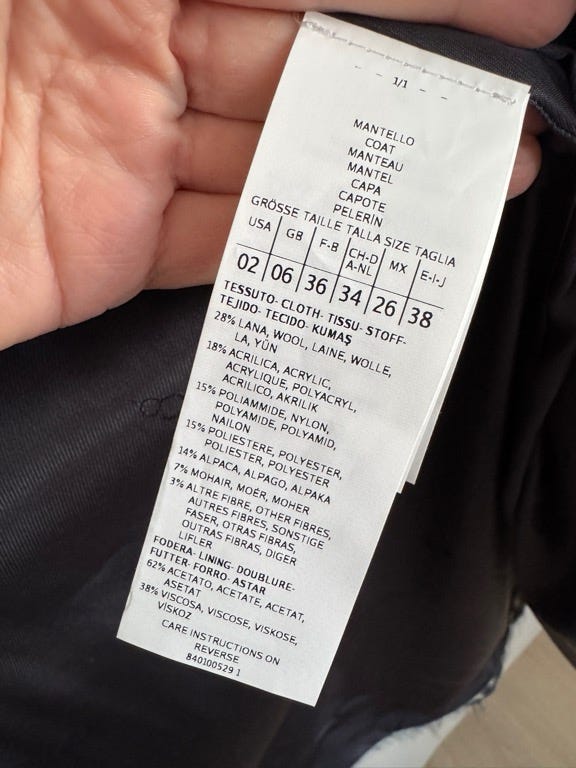 - - 1/1 - -
MANTELLO
COAT
MANTEAU
MANTEL
CAPA
CAPOTE
PELERİN
GRÖSSE TAILLE TALLA SIZE TAGLIA
USA GB F-B CH-D A-NL MX E-I-J
02 06 36 34 26 38
TESSUTO- CLOTH- TISSU- STOFF-
TEJIDO- TECIDO- KUMAŞ
28% LANA, WOOL, LAINE, WOLLE,
LA, YÜN
18% ACRILICA, ACRYLIC,
ACRYLIQUE, POLYACRYL,
ACRILICO, AKRILIK
15% POLIAMMIDE, NYLON,
POLYAMIDE, POLYAMID,
NAILON
15% POLIESTERE, POLYESTER,
POLIESTER, POLYESTER
14% ALPACA, ALPAGO, ALPAKA
7% MOHAIR, MOÉR, MOHER
3% ALTRE FIBRE, OTHER FIBRES,
AUTRES FIBRES, SONSTIGE
FASER, OTRAS FIBRAS,
OUTRAS FIBRAS, DIGER
LIFLER
FODERA- LINING- DOUBLURE-
FUTTER- FORRO- ASTAR
62% ACETATO, ACETATE, ACETAT,
ASETAT
38% VISCOSA, VISCOSE, VISKOSE,
VİSKOZ
CARE INSTRUCTIONS ON
REVERSE
840100529 1